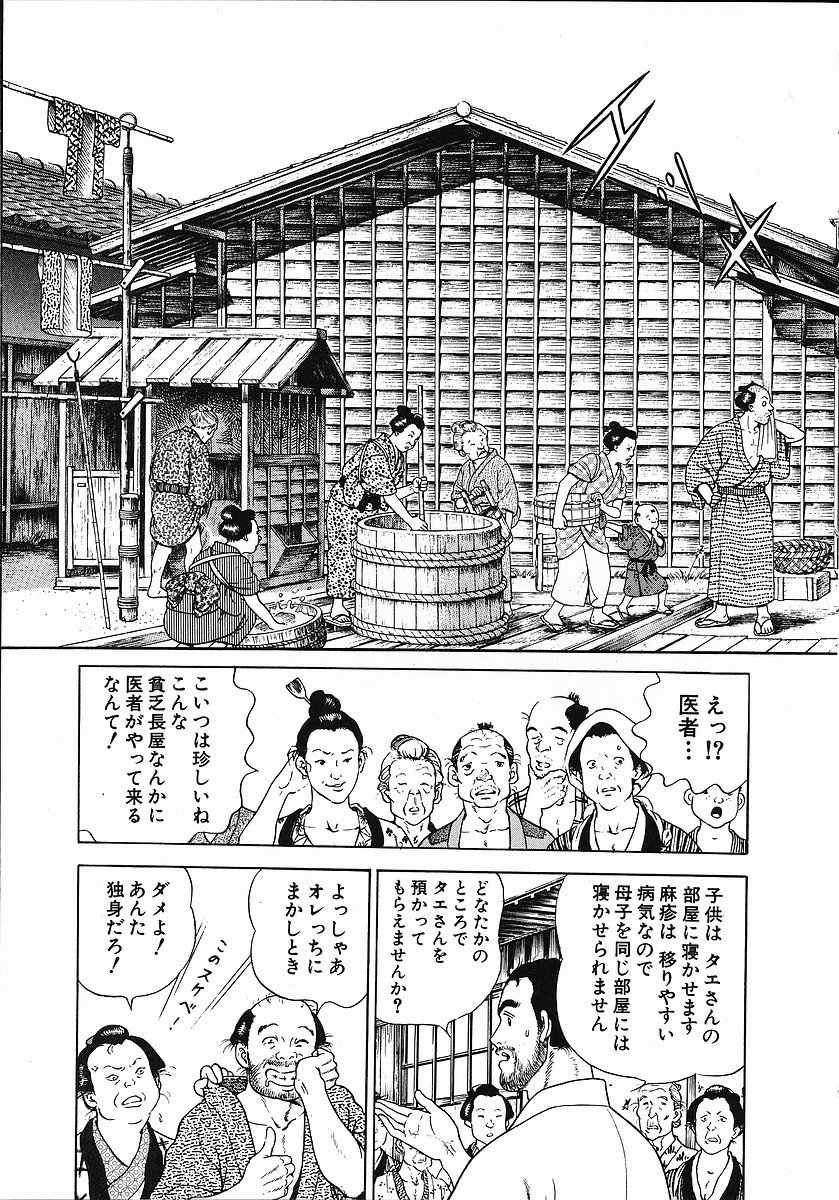 エ
ジ
ヌ
えっ!?
医者…
こいつは珍しいね
こんな
貧乏長屋なんかに
医者がやって来る
なんて!
子供は タエさんの
部屋に寝かせます
麻疹は 移りやすい
病気なので
母子を同じ部屋には
寝かせられません
どなたかの
ところで
タエさんを
預かって
もらえませんか?
よっしゃあ
オレっちに
まかしとき
このスケベー!
ダメよ!
あんた
独身だろ!